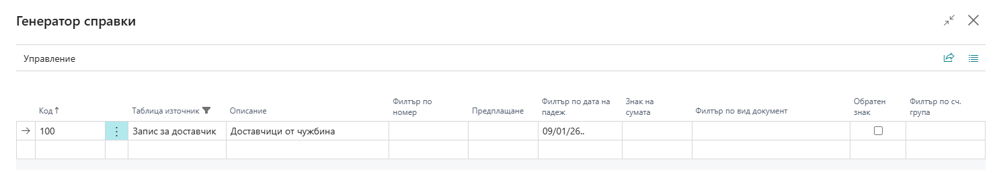 Генератор справки
Управление
Код↑ Таблица източник Описание Филтър по номер Предплащане Филтър по дата на падеж Знак на сумата Филтър по вид документ Обратен знак Филтър по сч. група
100 Запис за доставчик Доставчици от чужбина 09/01/26..